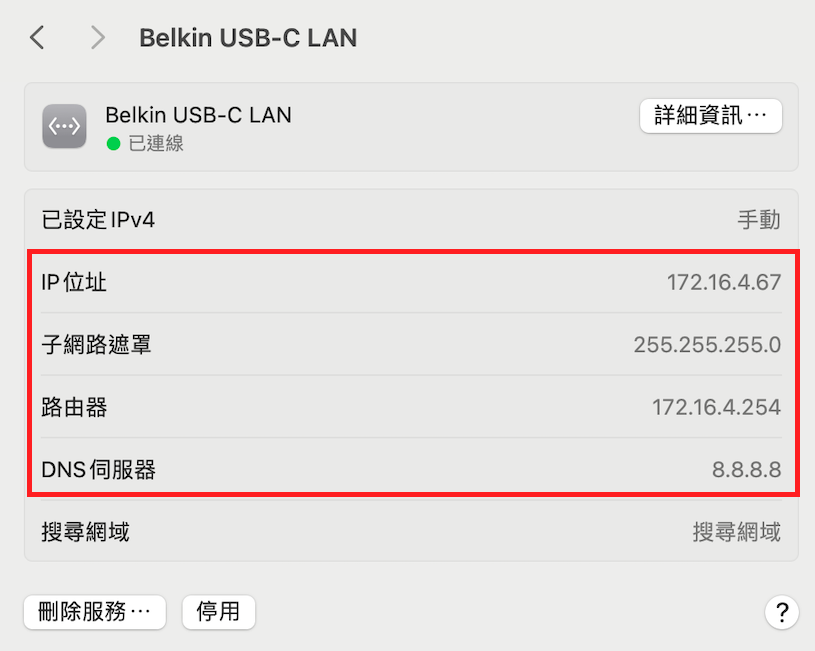 Belkin USB-C LAN
Belkin USB-C LAN
已連線
詳細資訊⋯
已設定 IPv4
手動
IP 位址
172.16.4.67
子網路遮罩
255.255.255.0
路由器
172.16.4.254
DNS 伺服器
8.8.8.8
搜尋網域
搜尋網域
刪除服務⋯
停用
?